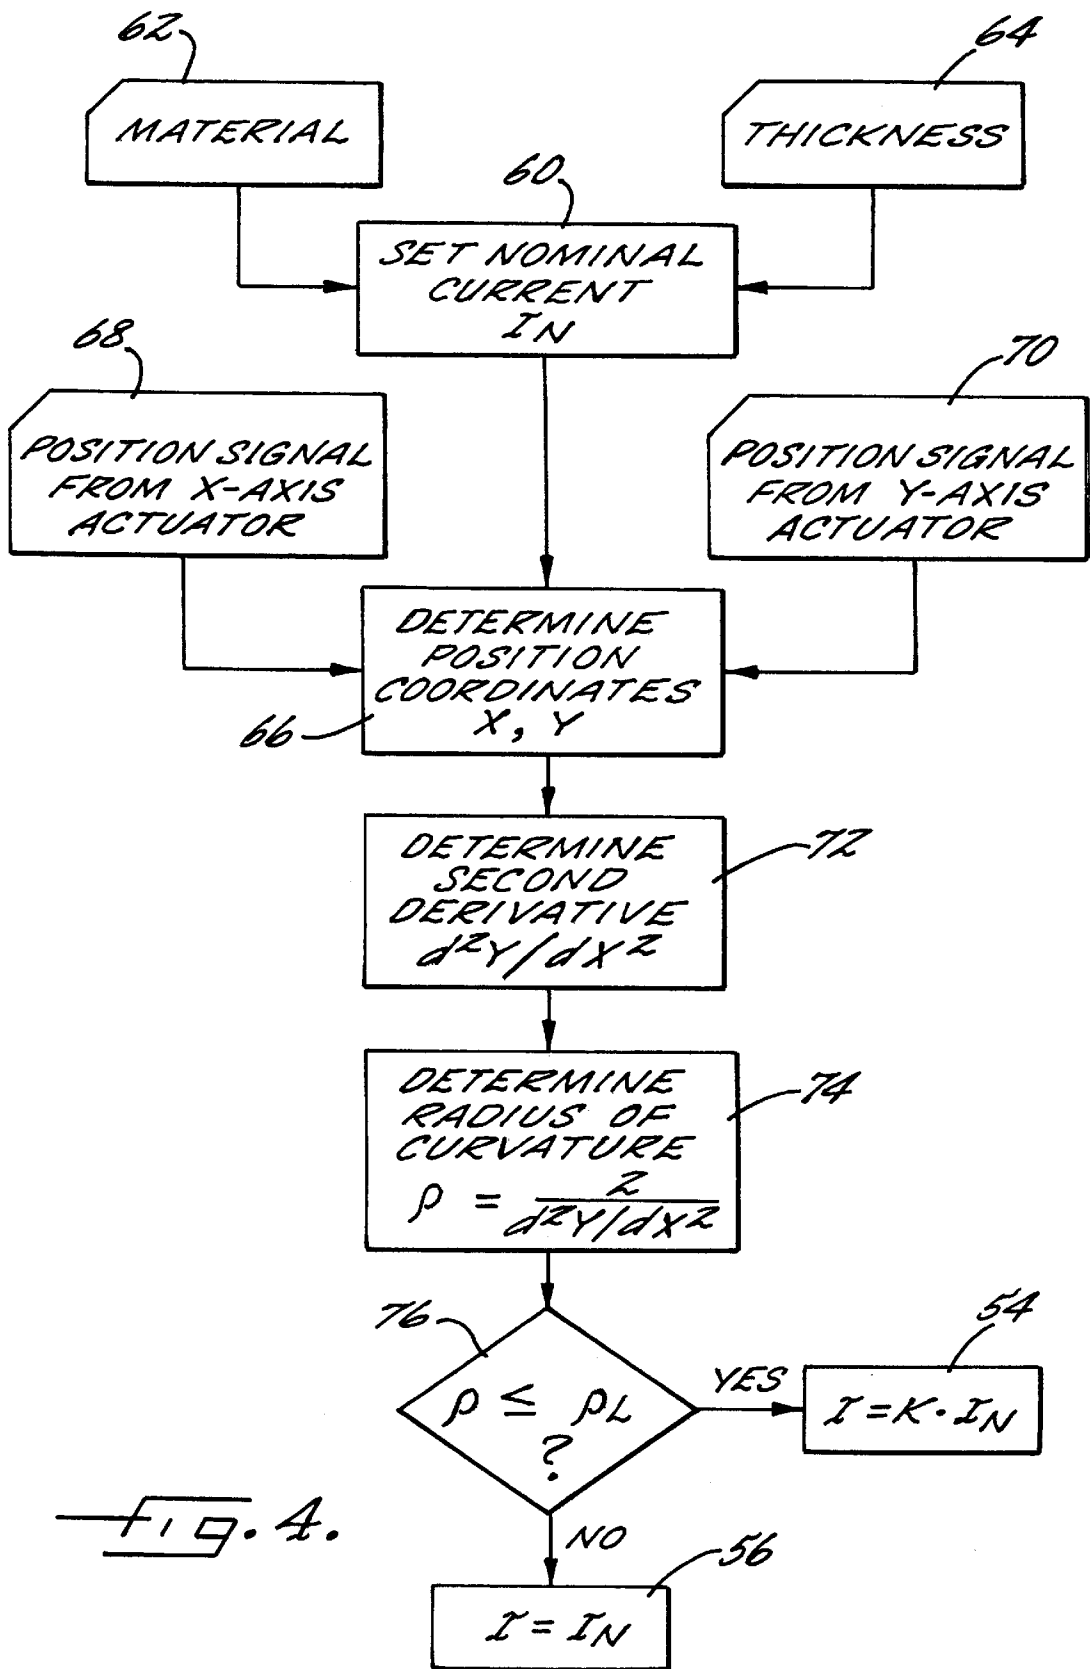 62
64
MATERIAL
THICKNESS
60
SET NOMINAL
CURRENT
IN
68
70
POSITION SIGNAL
FROM X-AXIS
ACTUATOR
POSITION SIGNAL
FROM Y-AXIS
ACTUATOR
DETERMINE
POSITION
COORDINATES
X, Y
66
DETERMINE
SECOND
DERIVATIVE
d²Y/dX²
72
DETERMINE
RADIUS OF
CURVATURE
ρ = 2
d²Y/dX²
74
76
ρ ≤ ρL
?
YES
54
I = K · IN
NO
56
I = IN
Fig. 4.